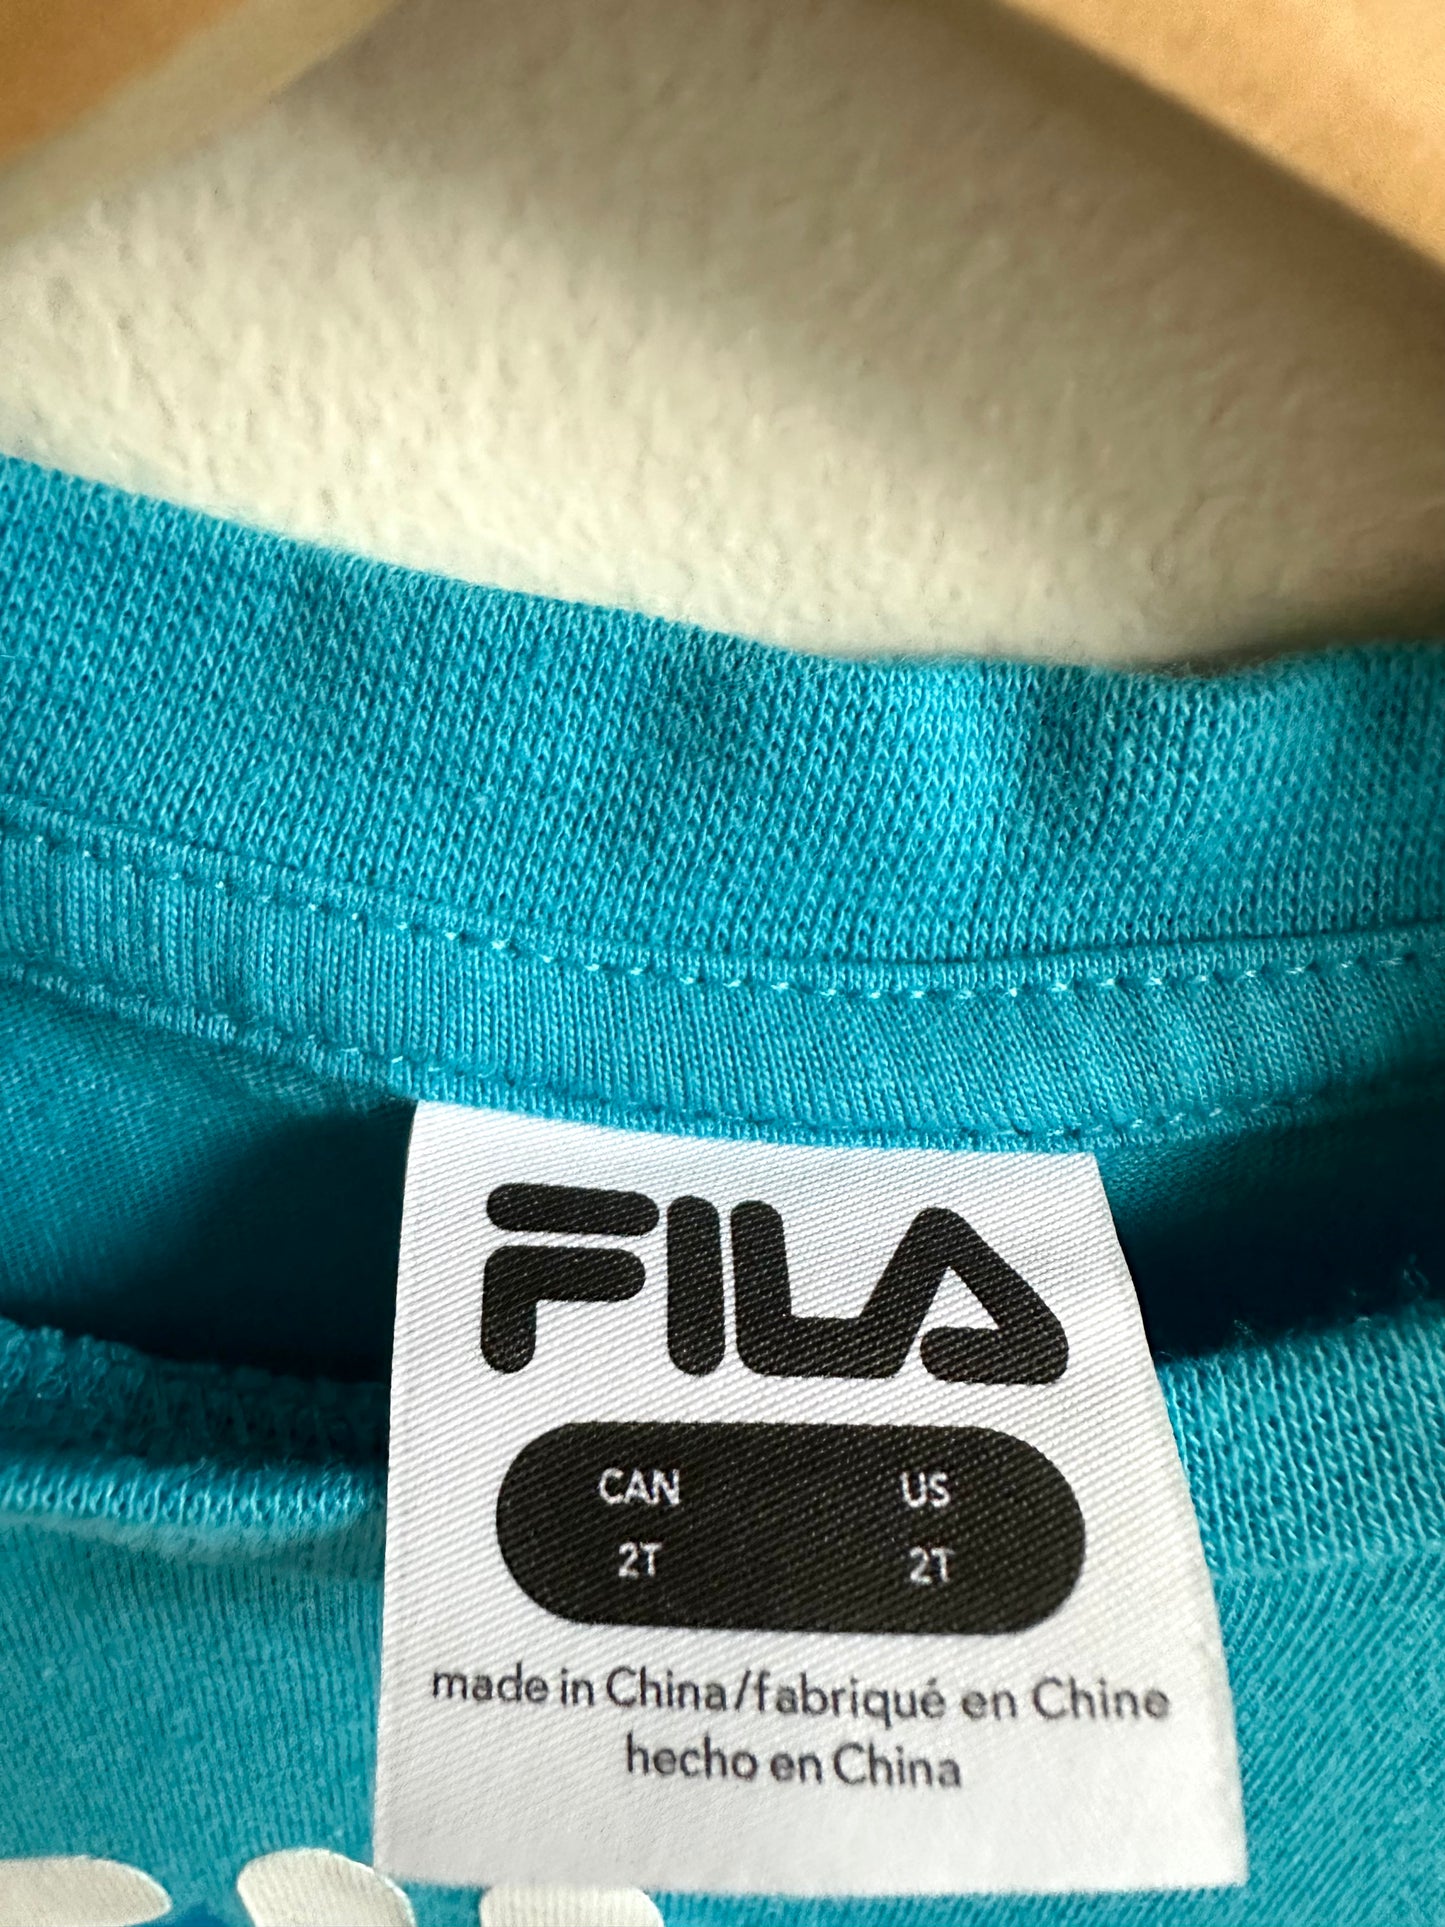 FILA
CAN US
2T 2T
made in China/fabriqué en Chine
hecho en China